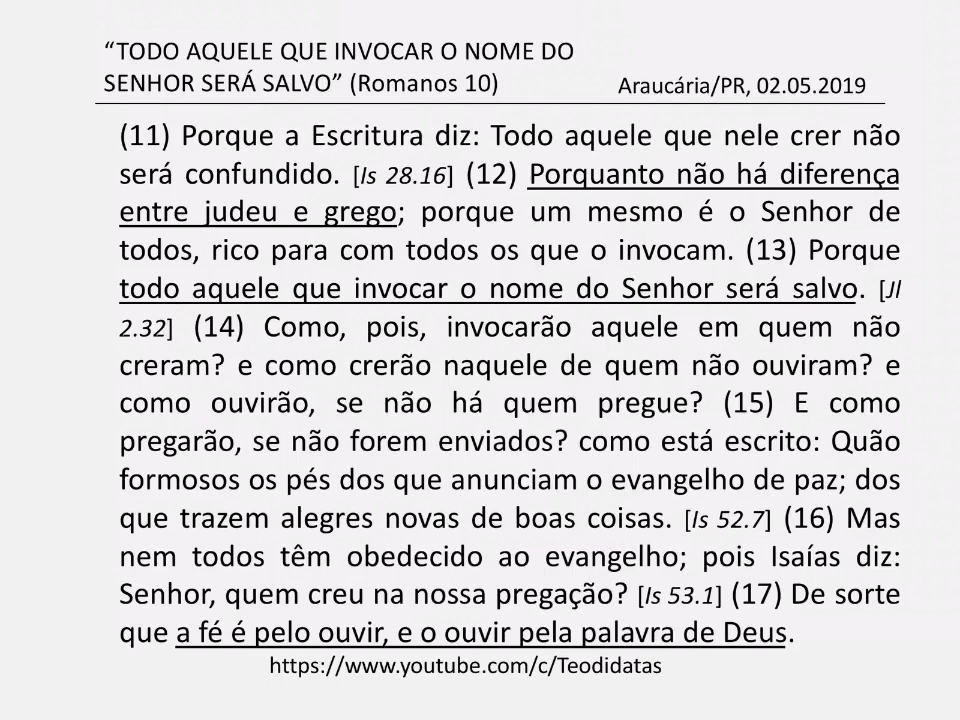 “TODO AQUELE QUE INVOCAR O NOME DO
SENHOR SERÁ SALVO” (Romanos 10)
Araucária/PR, 02.05.2019
(11) Porque a Escritura diz: Todo aquele que nele crer não
será confundido. [Is 28.16] (12) Porquanto não há diferença
entre judeu e grego; porque um mesmo é o Senhor de
todos, rico para com todos os que o invocam. (13) Porque
todo aquele que invocar o nome do Senhor será salvo. [Jl
2.32] (14) Como, pois, invocarão aquele em quem não
creram? e como crerão naquele de quem não ouviram? e
como ouvirão, se não há quem pregue? (15) E como
pregarão, se não forem enviados? como está escrito: Quão
formosos os pés dos que anunciam o evangelho de paz; dos
que trazem alegres novas de boas coisas. [Is 52.7] (16) Mas
nem todos têm obedecido ao evangelho; pois Isaías diz:
Senhor, quem creu na nossa pregação? [Is 53.1] (17) De sorte
que a fé é pelo ouvir, e o ouvir pela palavra de Deus.
https://www.youtube.com/c/Teodidatas